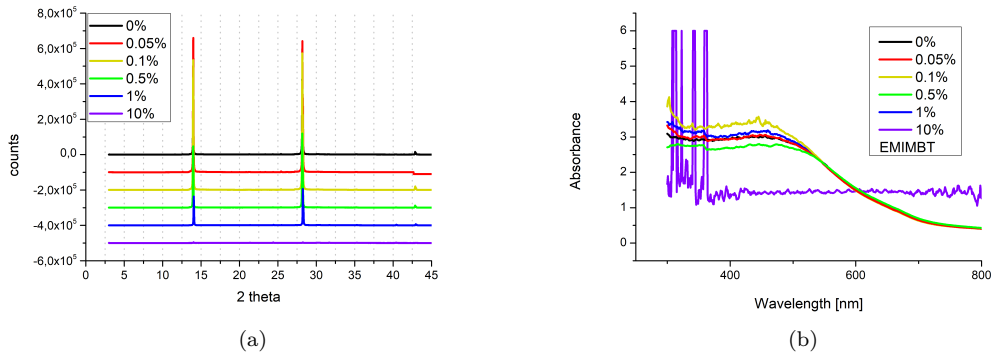 8,0x10⁵
6,0x10⁵
4,0x10⁵
2,0x10⁵
0,0
-2,0x10⁵
-4,0x10⁵
-6,0x10⁵
counts
0%
0.05%
0.1%
0.5%
1%
10%
0 5 10 15 20 25 30 35 40 45
2 theta
(a)
6
5
4
3
2
1
0
Absorbance
0%
0.05%
0.1%
0.5%
1%
10%
EMIMBT
400 600 800
Wavelength [nm]
(b)